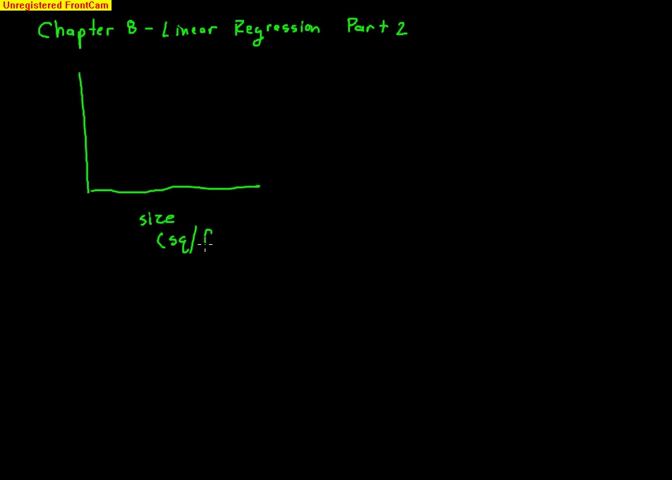 Unregistered FrontCam
Chapter 8 - Linear Regression Part 2
size
(sq/f